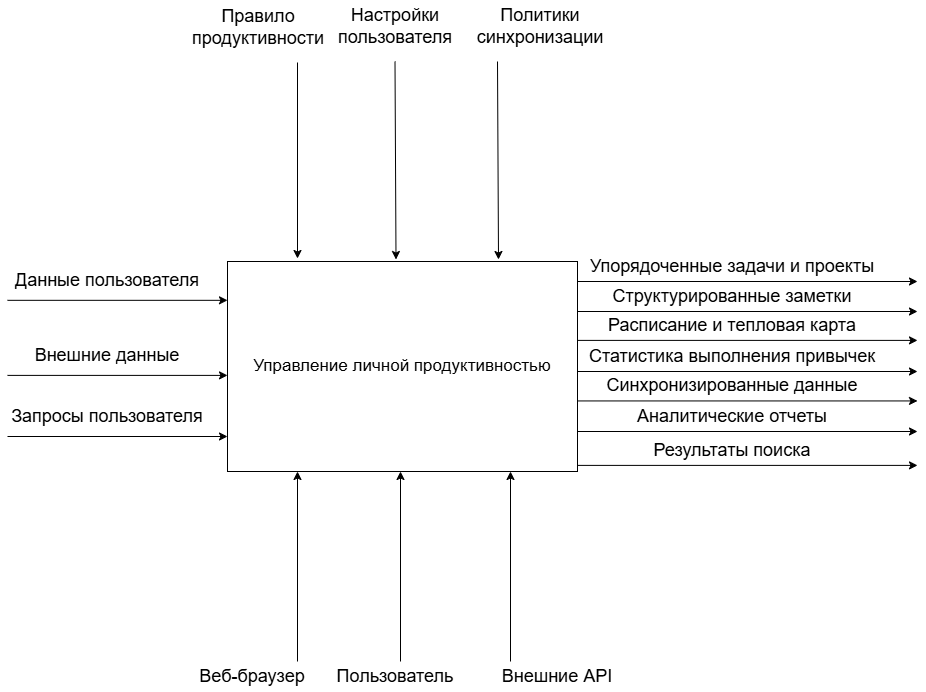 Правило
продуктивности
Настройки
пользователя
Политики
синхронизации
Данные пользователя
Внешние данные
Запросы пользователя
Управление личной продуктивностью
Упорядоченные задачи и проекты
Структурированные заметки
Расписание и тепловая карта
Статистика выполнения привычек
Синхронизированные данные
Аналитические отчеты
Результаты поиска
Веб-браузер
Пользователь
Внешние API